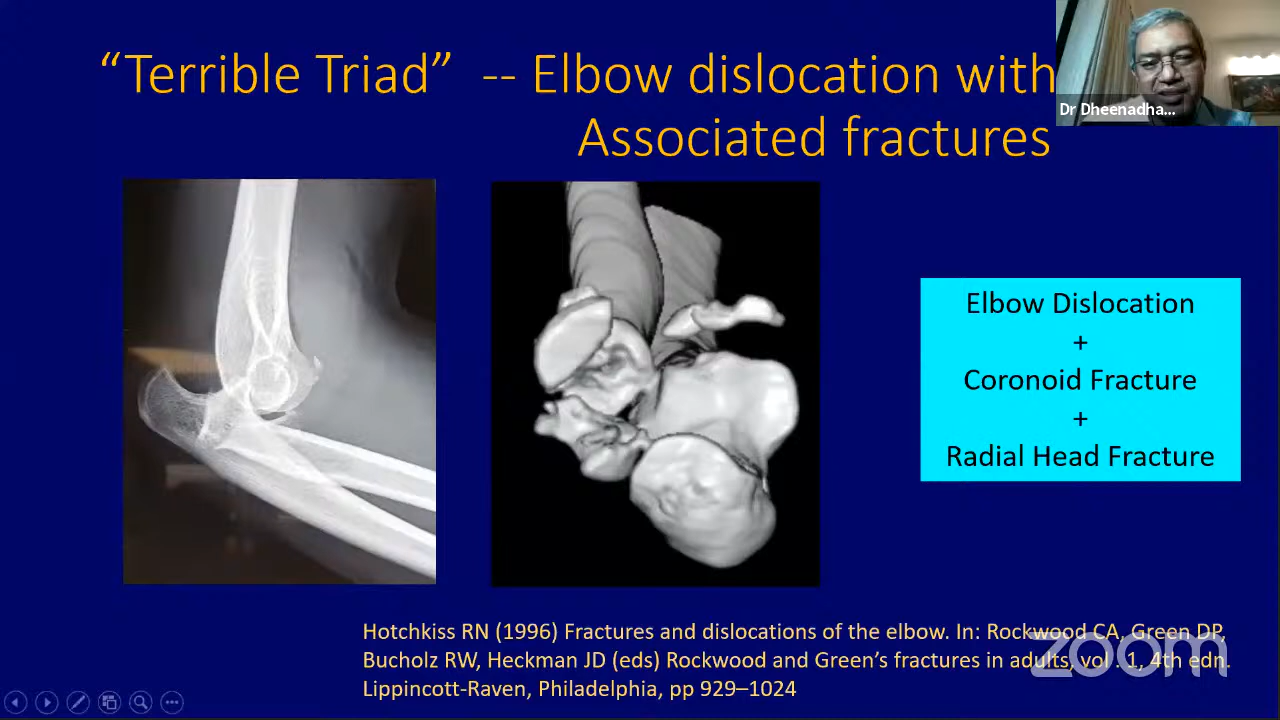 “Terrible Triad” -- Elbow dislocation with
Associated fractures
Dr Dheenadha...
Elbow Dislocation
+
Coronoid Fracture
+
Radial Head Fracture
Hotchkiss RN (1996) Fractures and dislocations of the elbow. In: Rockwood CA, Green DP,
Bucholz RW, Heckman JD (eds) Rockwood and Green’s fractures in adults, vol . 1, 4th edn.
Lippincott-Raven, Philadelphia, pp 929–1024
zoom